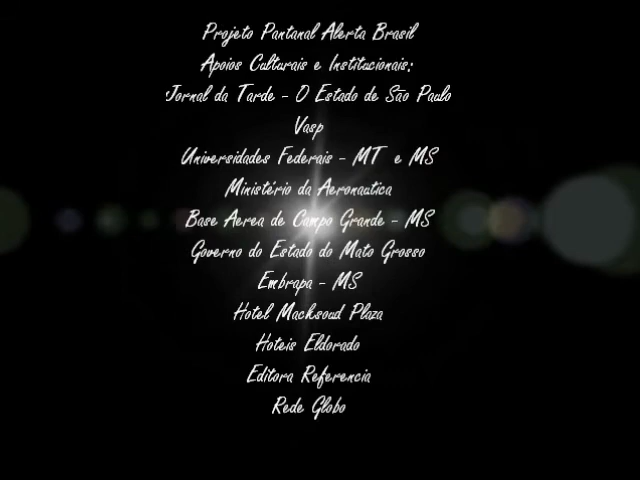 Projeto Pantanal Alerta Brasil
Apoios Culturais e Institucionais:
Jornal da Tarde - O Estado de São Paulo
Vasp
Universidades Federais - MT e MS
Ministério da Aeronautica
Base Aerea de Campo Grande - MS
Governo do Estado do Mato Grosso
Embrapa - MS
Hotel Macksoud Plaza
Hoteis Eldorado
Editora Referencia
Rede Globo